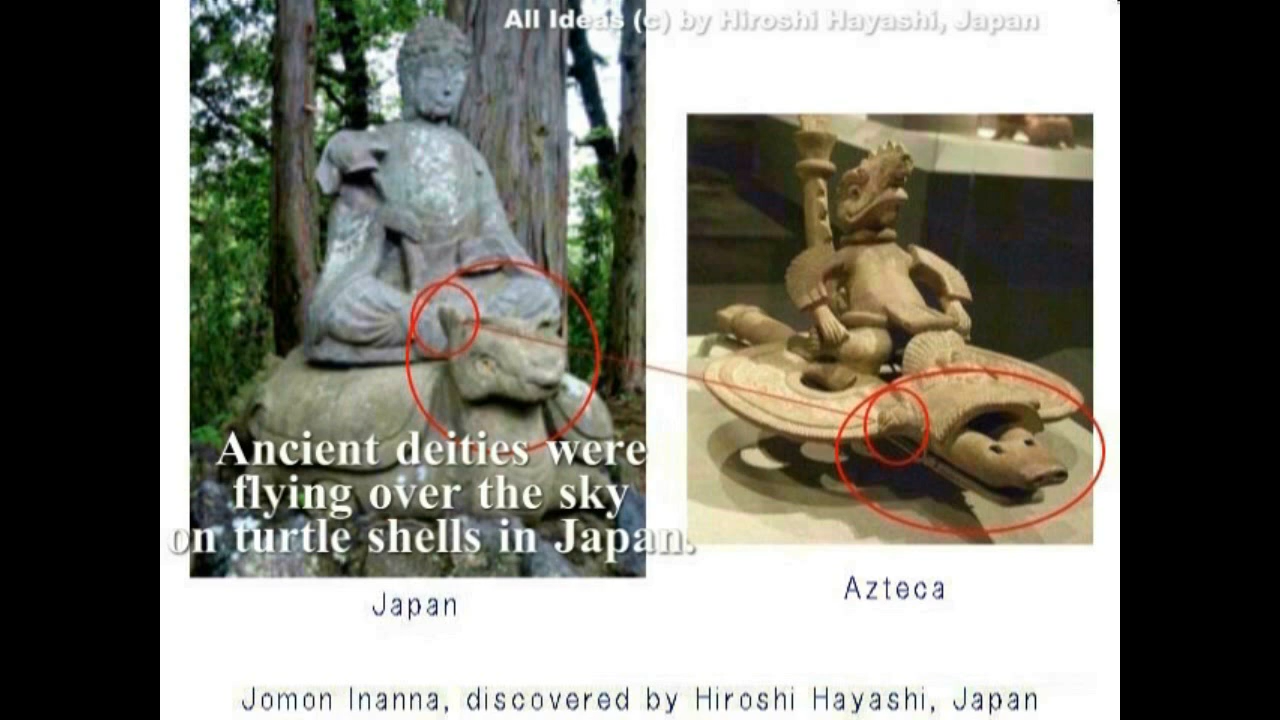 All Ideas (c) by Hiroshi Hayashi, Japan
Ancient deities were
flying over the sky
on turtle shells in Japan.
Japan
Azteca
Jomon Inanna, discovered by Hiroshi Hayashi, Japan